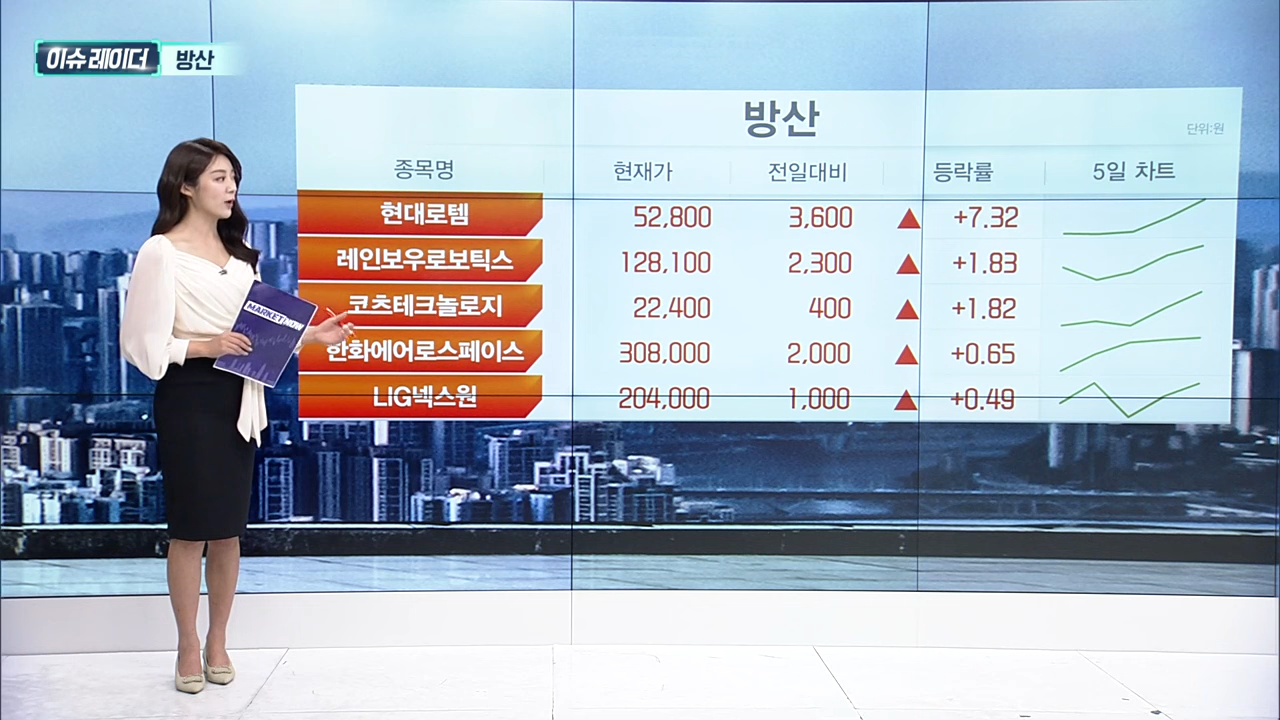 이슈 레이더 방산
방산
단위:원
종목명 현재가 전일대비 등락률 5일 차트
현대로템 52,800 3,600 ▲ +7.32
레인보우로보틱스 128,100 2,300 ▲ +1.83
코츠테크놀로지 22,400 400 ▲ +1.82
한화에어로스페이스 308,000 2,000 ▲ +0.65
LIG넥스원 204,000 1,000 ▲ +0.49
MARKET NOW